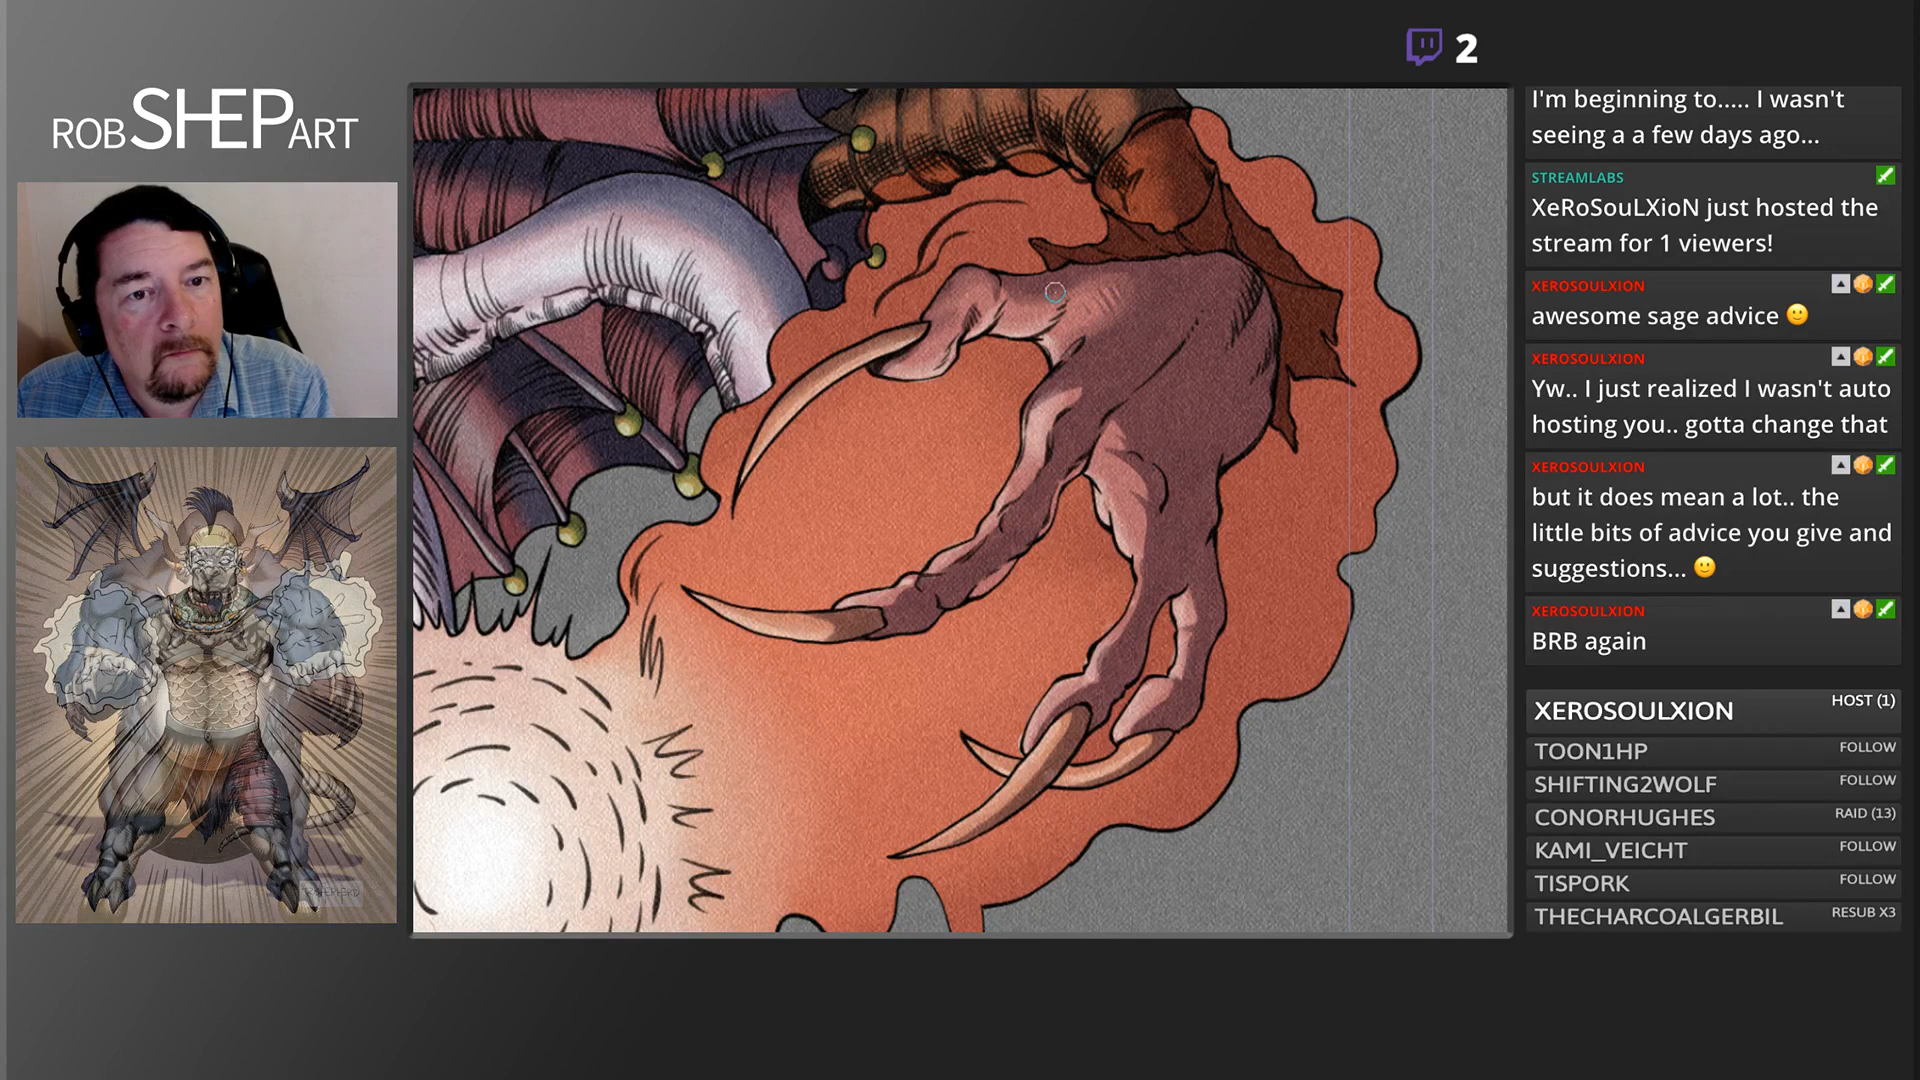 2
ROB SHEP ART
I'm beginning to..... I wasn't
seeing a a few days ago...
STREAMLABS
XeRoSouLXioN just hosted the
stream for 1 viewers!
XEROSOULXION
awesome sage advice 🙂
XEROSOULXION
Yw.. I just realized I wasn't auto
hosting you.. gotta change that
XEROSOULXION
but it does mean a lot.. the
little bits of advice you give and
suggestions... 🙂
XEROSOULXION
BRB again
XEROSOULXION HOST (1)
TOON1HP FOLLOW
SHIFTING2WOLF FOLLOW
CONORHUGHES RAID (13)
KAMI_VEICHT FOLLOW
TISPORK FOLLOW
THECHARCOALGERBIL RESUB X3